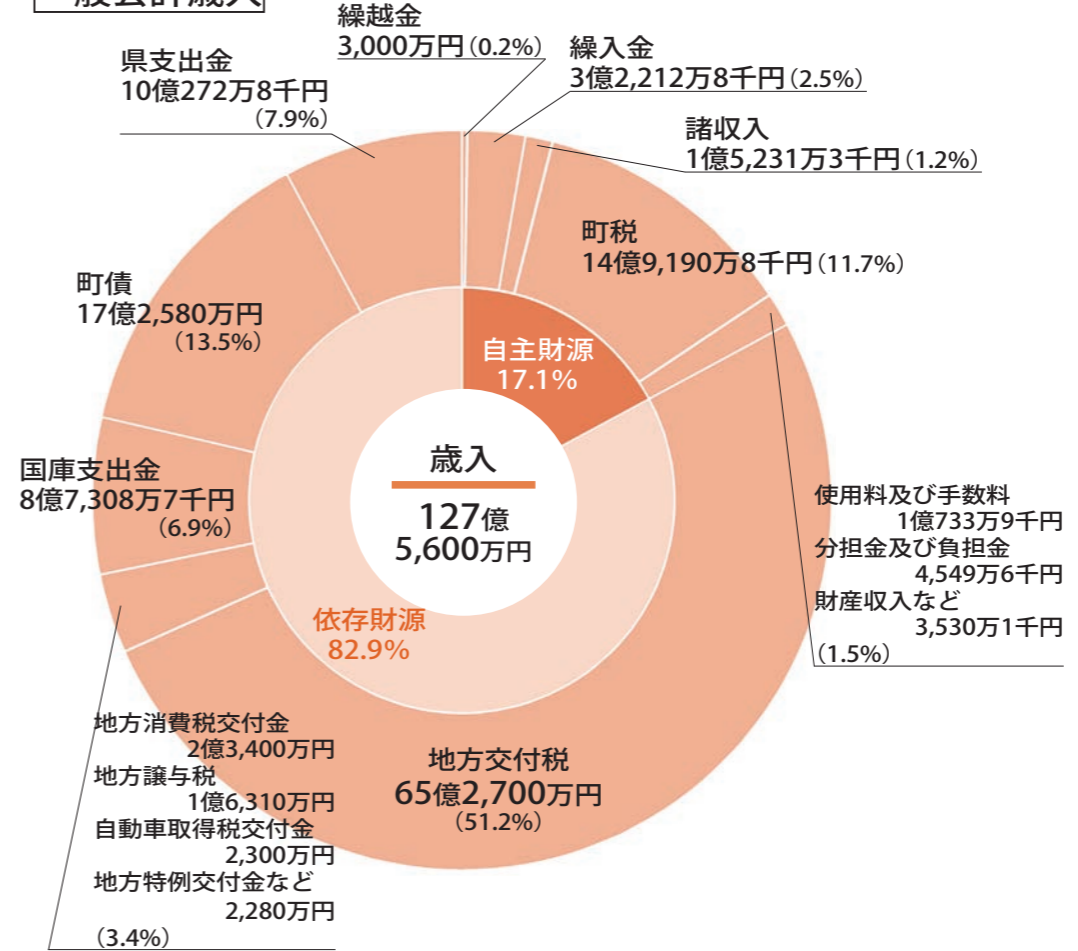 一般会計歳入
繰越金
3,000万円(0.2%)
繰入金
3億2,212万8千円(2.5%)
諸収入
1億5,231万3千円(1.2%)
町税
14億9,190万8千円(11.7%)
使用料及び手数料
1億733万9千円
分担金及び負担金
4,549万6千円
財産収入など
3,530万1千円
(1.5%)
地方交付税
65億2,700万円
(51.2%)
地方消費税交付金
2億3,400万円
地方譲与税
1億6,310万円
自動車取得税交付金
2,300万円
地方特例交付金など
2,280万円
(3.4%)
国庫支出金
8億7,308万7千円
(6.9%)
町債
17億2,580万円
(13.5%)
県支出金
10億272万8千円
(7.9%)
自主財源
17.1%
依存財源
82.9%
歳入
127億
5,600万円